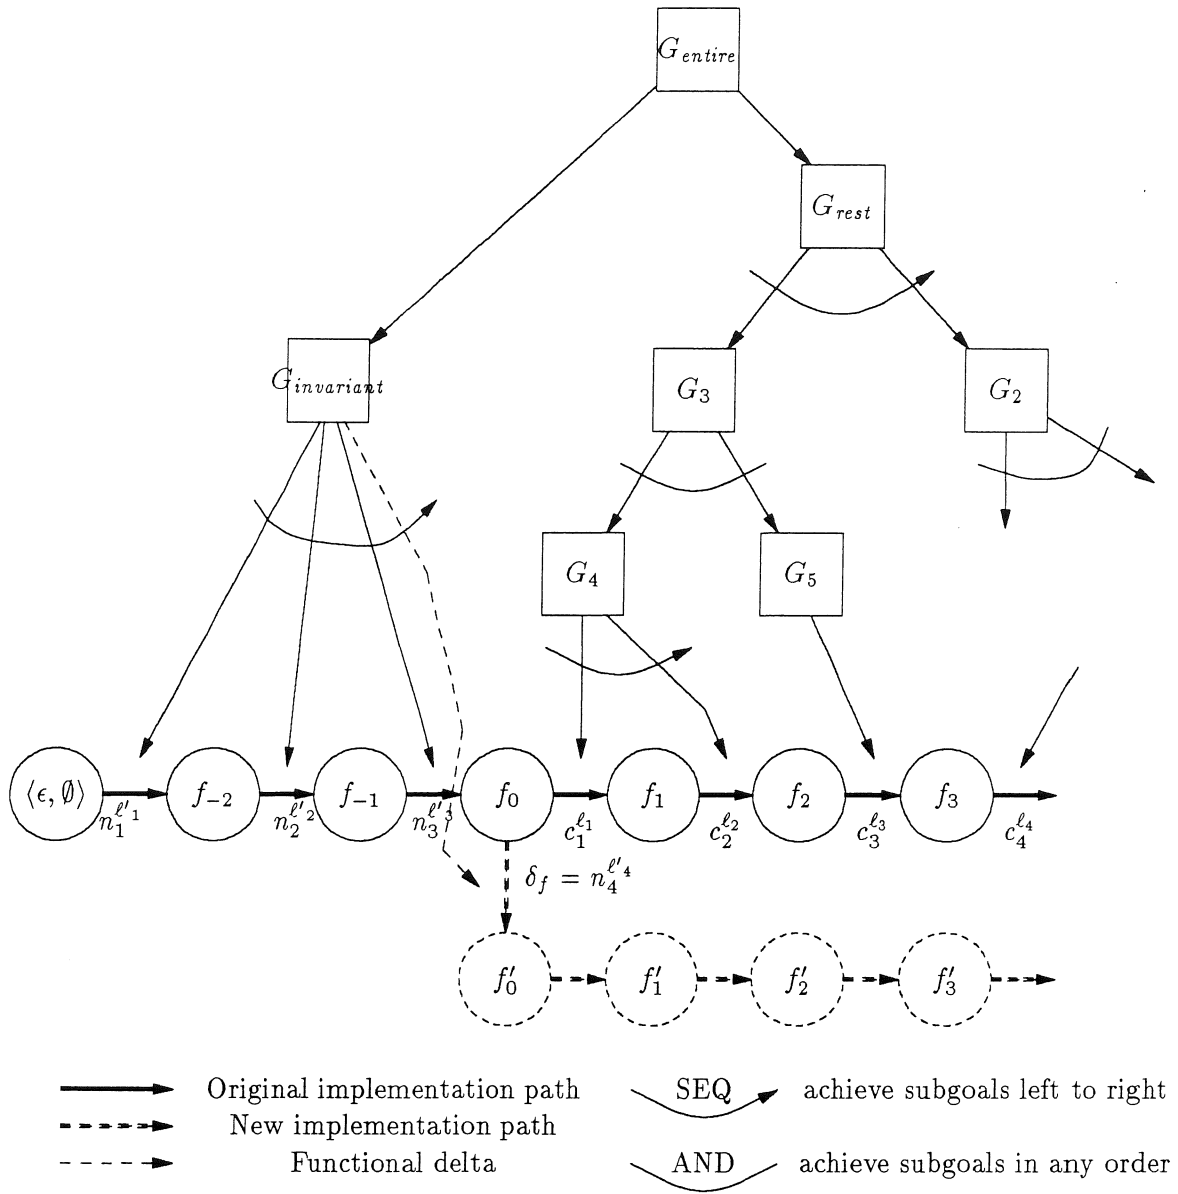 G_entire
G_rest
G_invariant
G_3
G_2
G_4
G_5
⟨ϵ, ∅⟩
f_{-2}
f_{-1}
f_0
f_1
f_2
f_3
n_1^{ℓ'_1}
n_2^{ℓ'_2}
n_3^{ℓ'_3}
c_1^{ℓ_1}
c_2^{ℓ_2}
c_3^{ℓ_3}
c_4^{ℓ_4}
δ_f = n_4^{ℓ'_4}
f'_0
f'_1
f'_2
f'_3
Original implementation path
SEQ
achieve subgoals left to right
New implementation path
Functional delta
AND
achieve subgoals in any order